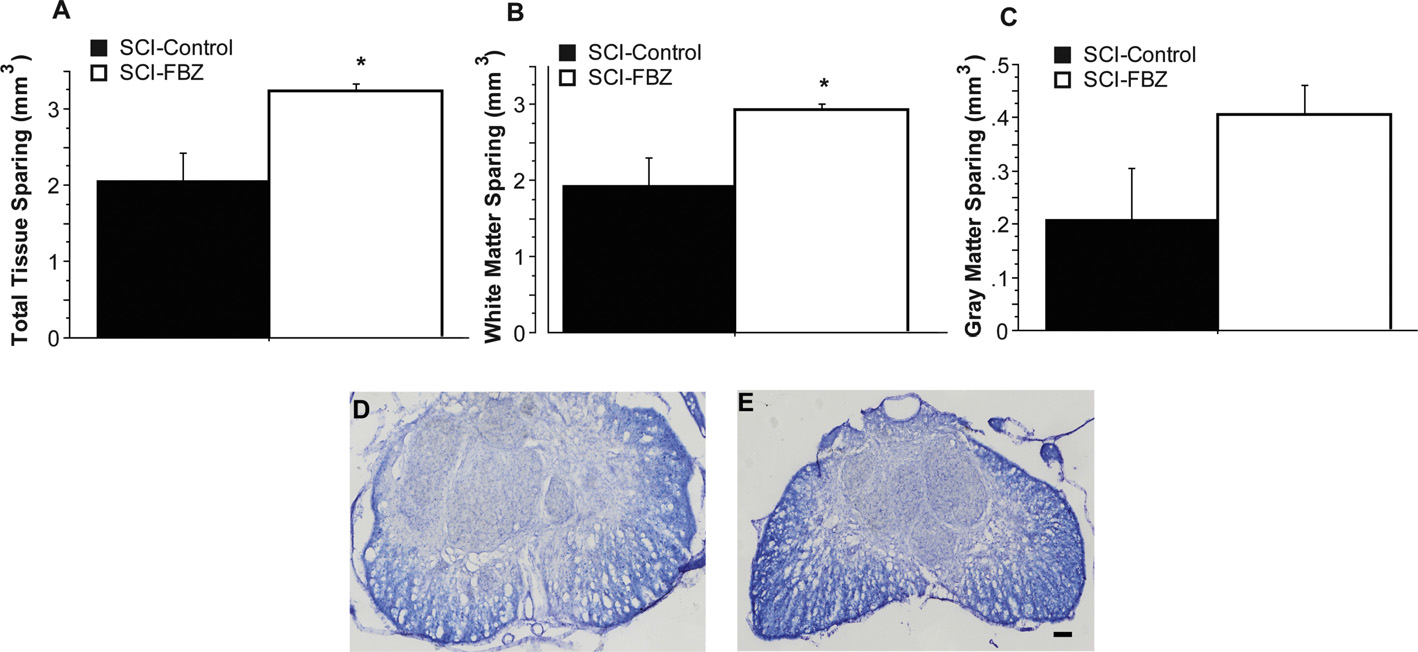 A
SCI-Control
SCI-FBZ
*
Total Tissue Sparing (mm3)
3
2
1
0
B
SCI-Control
SCI-FBZ
*
White Matter Sparing (mm3)
3
2
1
0
C
SCI-Control
SCI-FBZ
Gray Matter Sparing (mm3)
.5
.4
.3
.2
.1
0
D
E